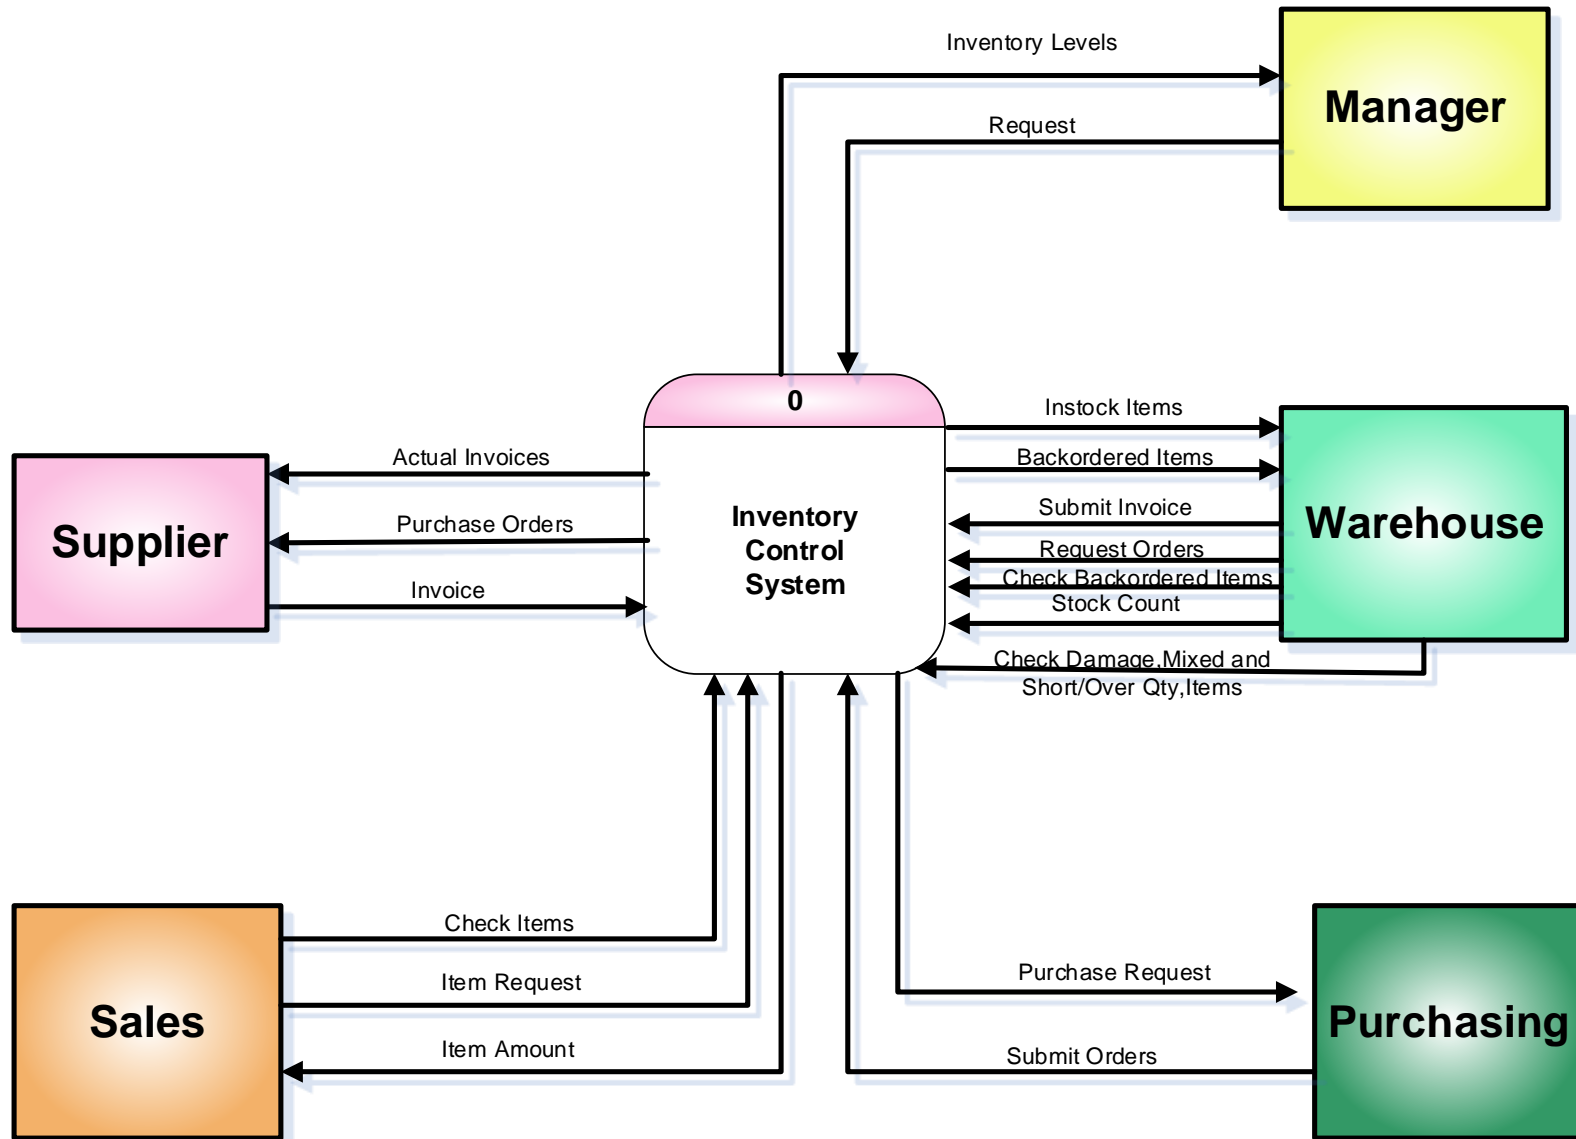 Inventory Levels
Manager
Request
0
Instock Items
Backordered Items
Submit Invoice
Request Orders
Check Backordered Items
Stock Count
Check Damage,Mixed and
Short/Over Qty,Items
Warehouse
Actual Invoices
Purchase Orders
Invoice
Supplier
Inventory
Control
System
Check Items
Item Request
Item Amount
Sales
Purchase Request
Submit Orders
Purchasing